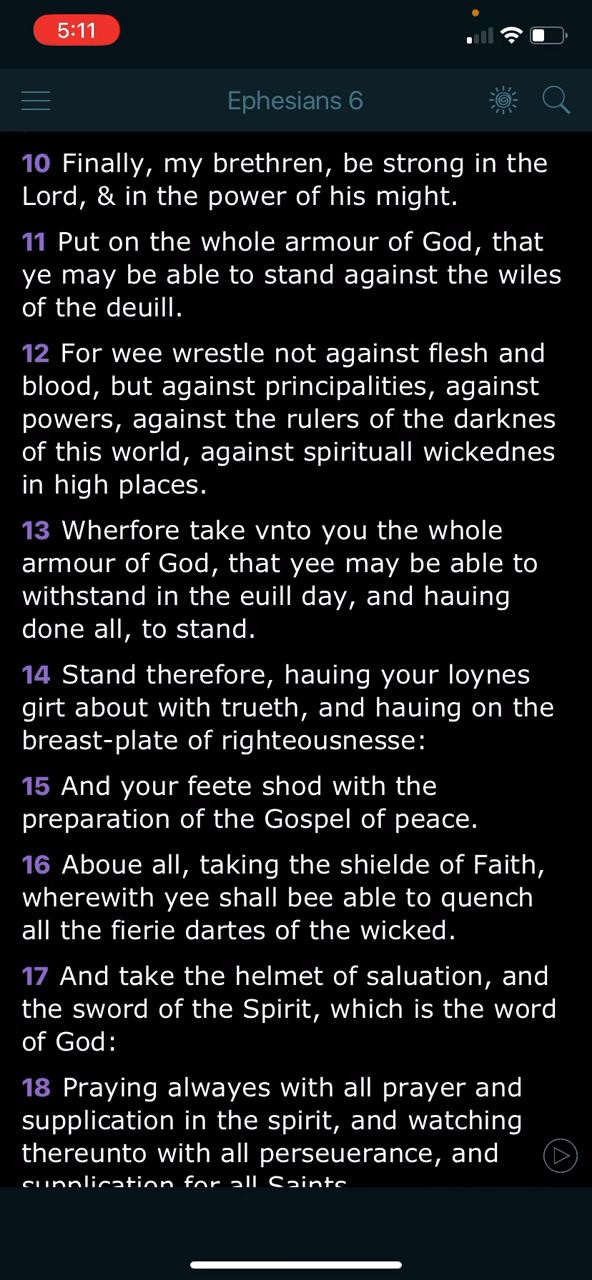 5:11
Ephesians 6
10 Finally, my brethren, be strong in the
Lord, & in the power of his might.
11 Put on the whole armour of God, that
ye may be able to stand against the wiles
of the deuill.
12 For wee wrestle not against flesh and
blood, but against principalities, against
powers, against the rulers of the darknes
of this world, against spirituall wickednes
in high places.
13 Wherfore take vnto you the whole
armour of God, that yee may be able to
withstand in the euill day, and hauing
done all, to stand.
14 Stand therefore, hauing your loynes
girt about with trueth, and hauing on the
breast-plate of righteousnesse:
15 And your feete shod with the
preparation of the Gospel of peace.
16 Aboue all, taking the shielde of Faith,
wherewith yee shall bee able to quench
all the fierie dartes of the wicked.
17 And take the helmet of saluation, and
the sword of the Spirit, which is the word
of God:
18 Praying alwayes with all prayer and
supplication in the spirit, and watching
thereunto with all perseuerance, and
supplication for all Saints